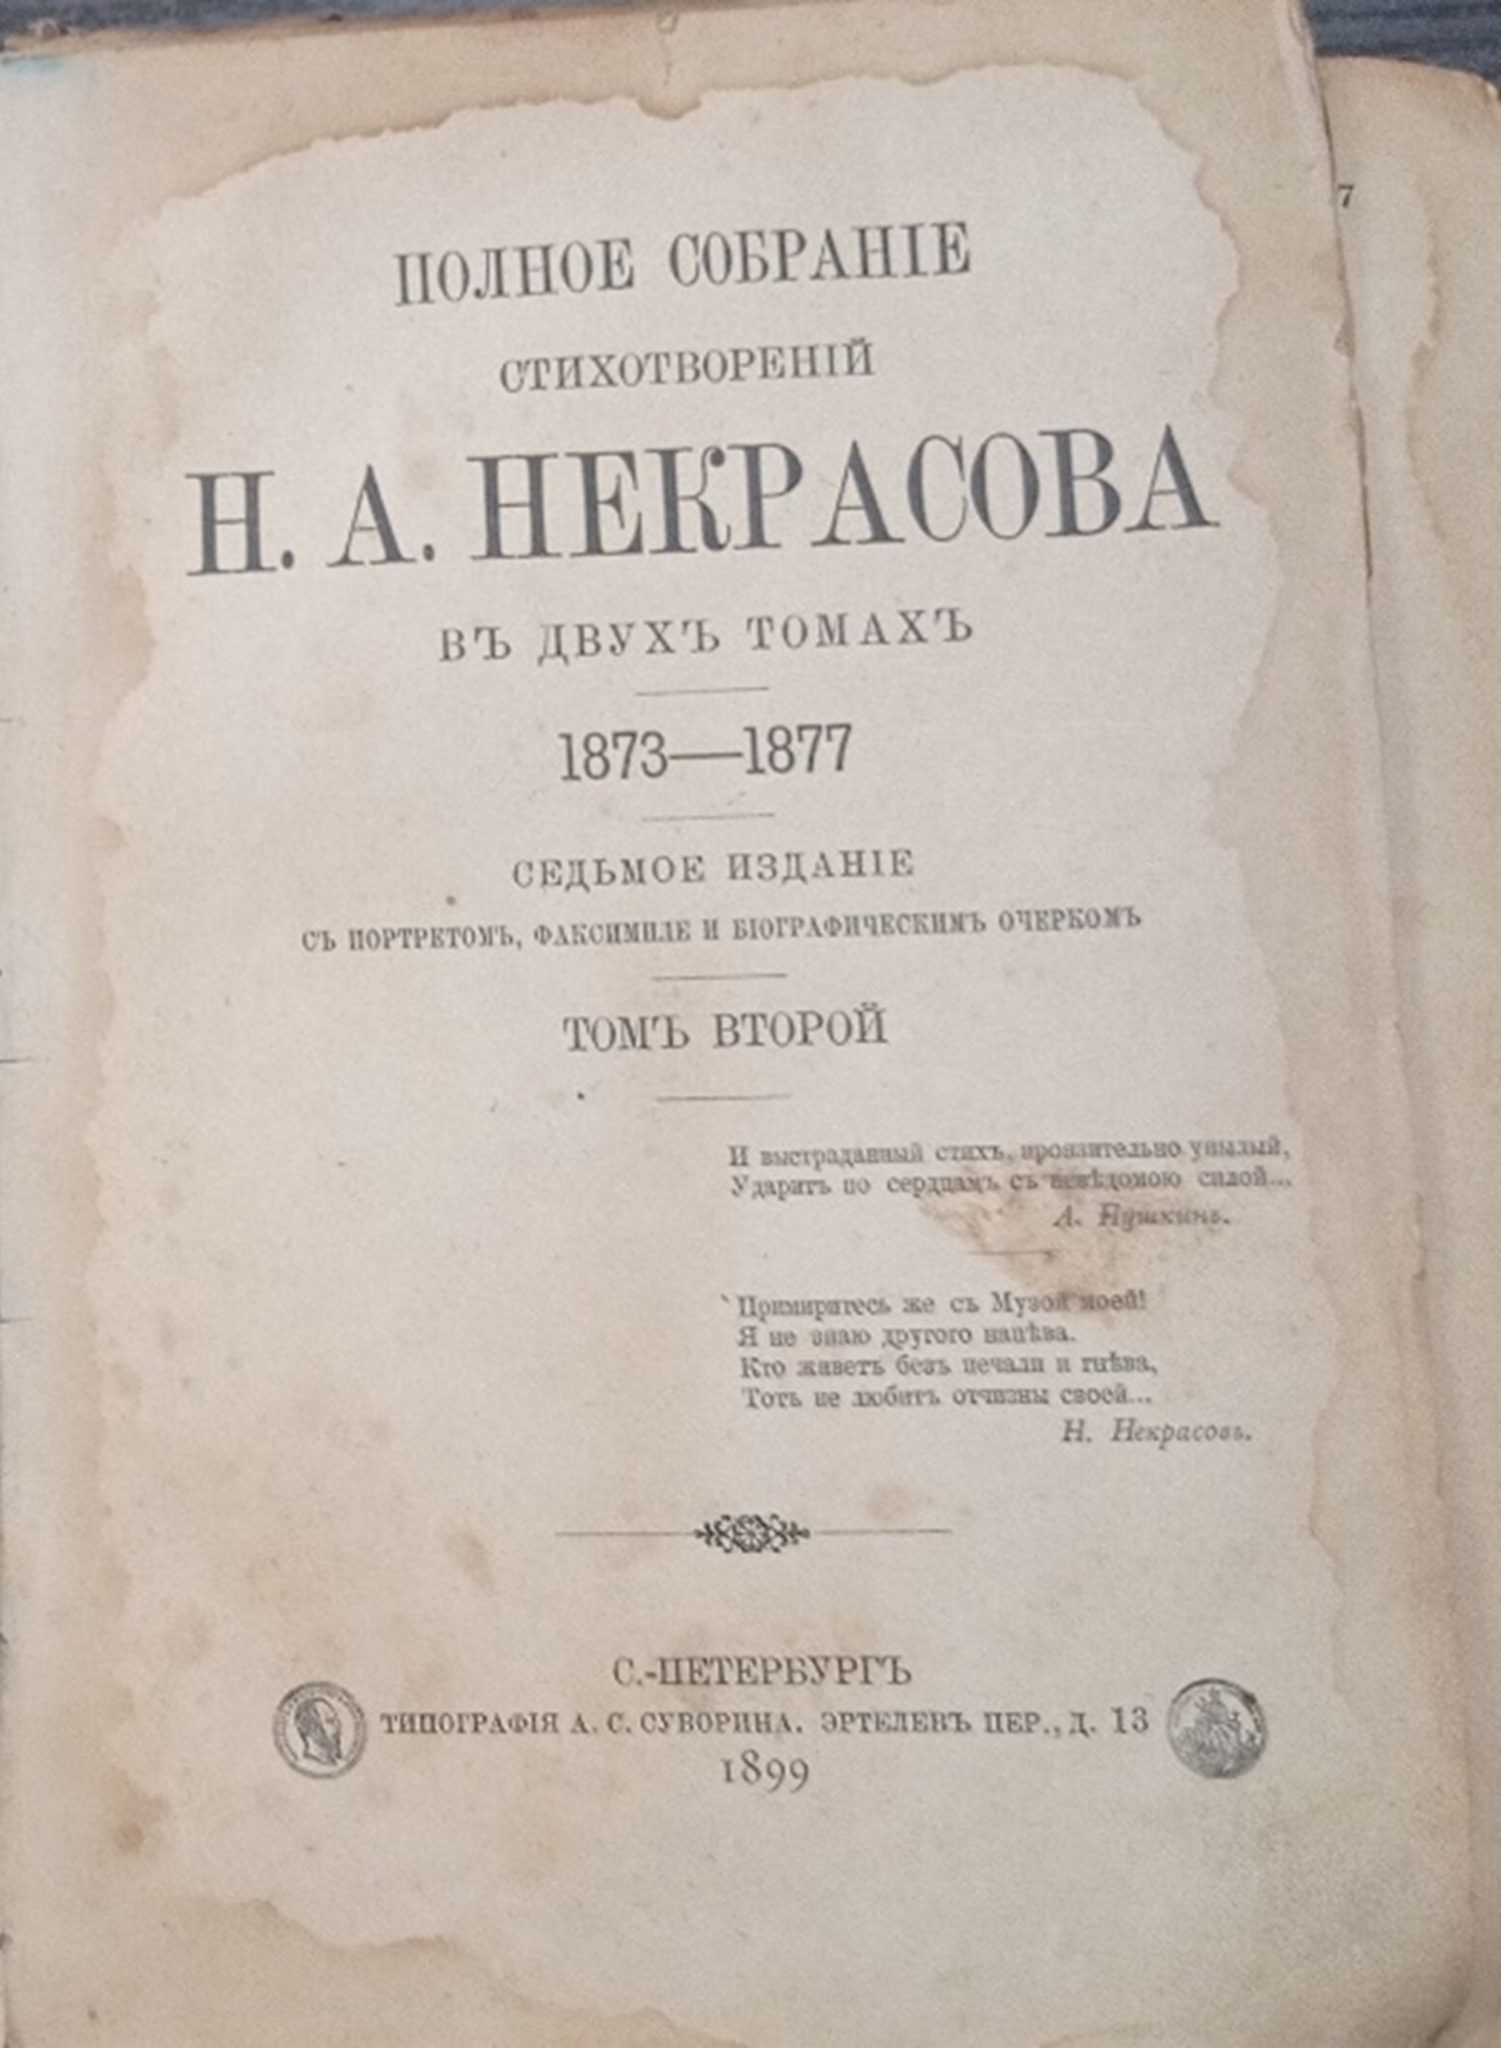 7
ПОЛНОЕ СОБРАНІЕ
СТИХОТВОРЕНІЙ
Н. А. НЕКРАСОВА
ВЪ ДВУХЪ ТОМАХЪ
1873—1877
СЕДЬМОЕ ИЗДАНІЕ
СЪ ПОРТРЕТОМЪ, ФАКСИМИЛЕ И БІОГРАФИЧЕСКИМЪ ОЧЕРКОМЪ
ТОМЪ ВТОРОЙ
И выстраданный стихъ, пронзительно унылый,
Ударитъ по сердцамъ съ невѣдомою силой...
А. Пушкинъ.
Примиритесь же съ Музой моей!
Я не знаю другого напѣва.
Кто живетъ безъ печали и гнѣва,
Тотъ не любитъ отчизны своей...
Н. Некрасовъ.
С.-ПЕТЕРБУРГЪ
ТИПОГРАФІЯ А. С. СУВОРИНА. ЭРТЕЛЕВЪ ПЕР., Д. 13
1899